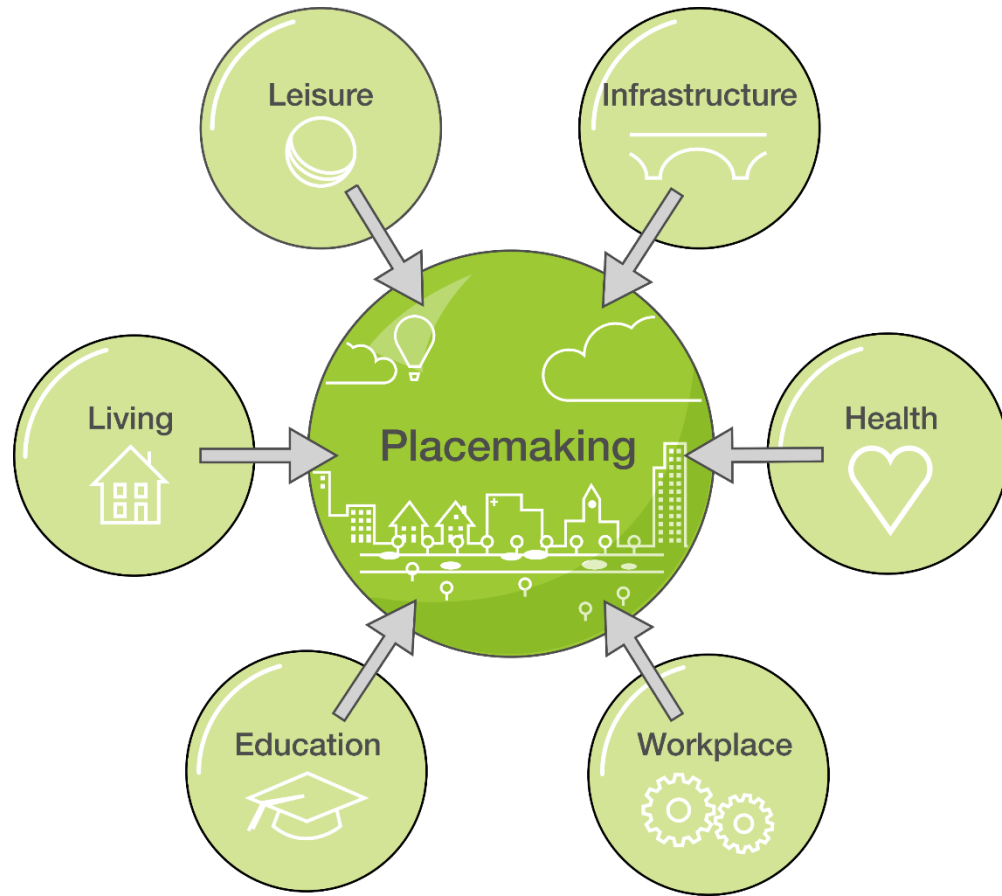 Leisure
Infrastructure
Living
Placemaking
Health
Education
Workplace